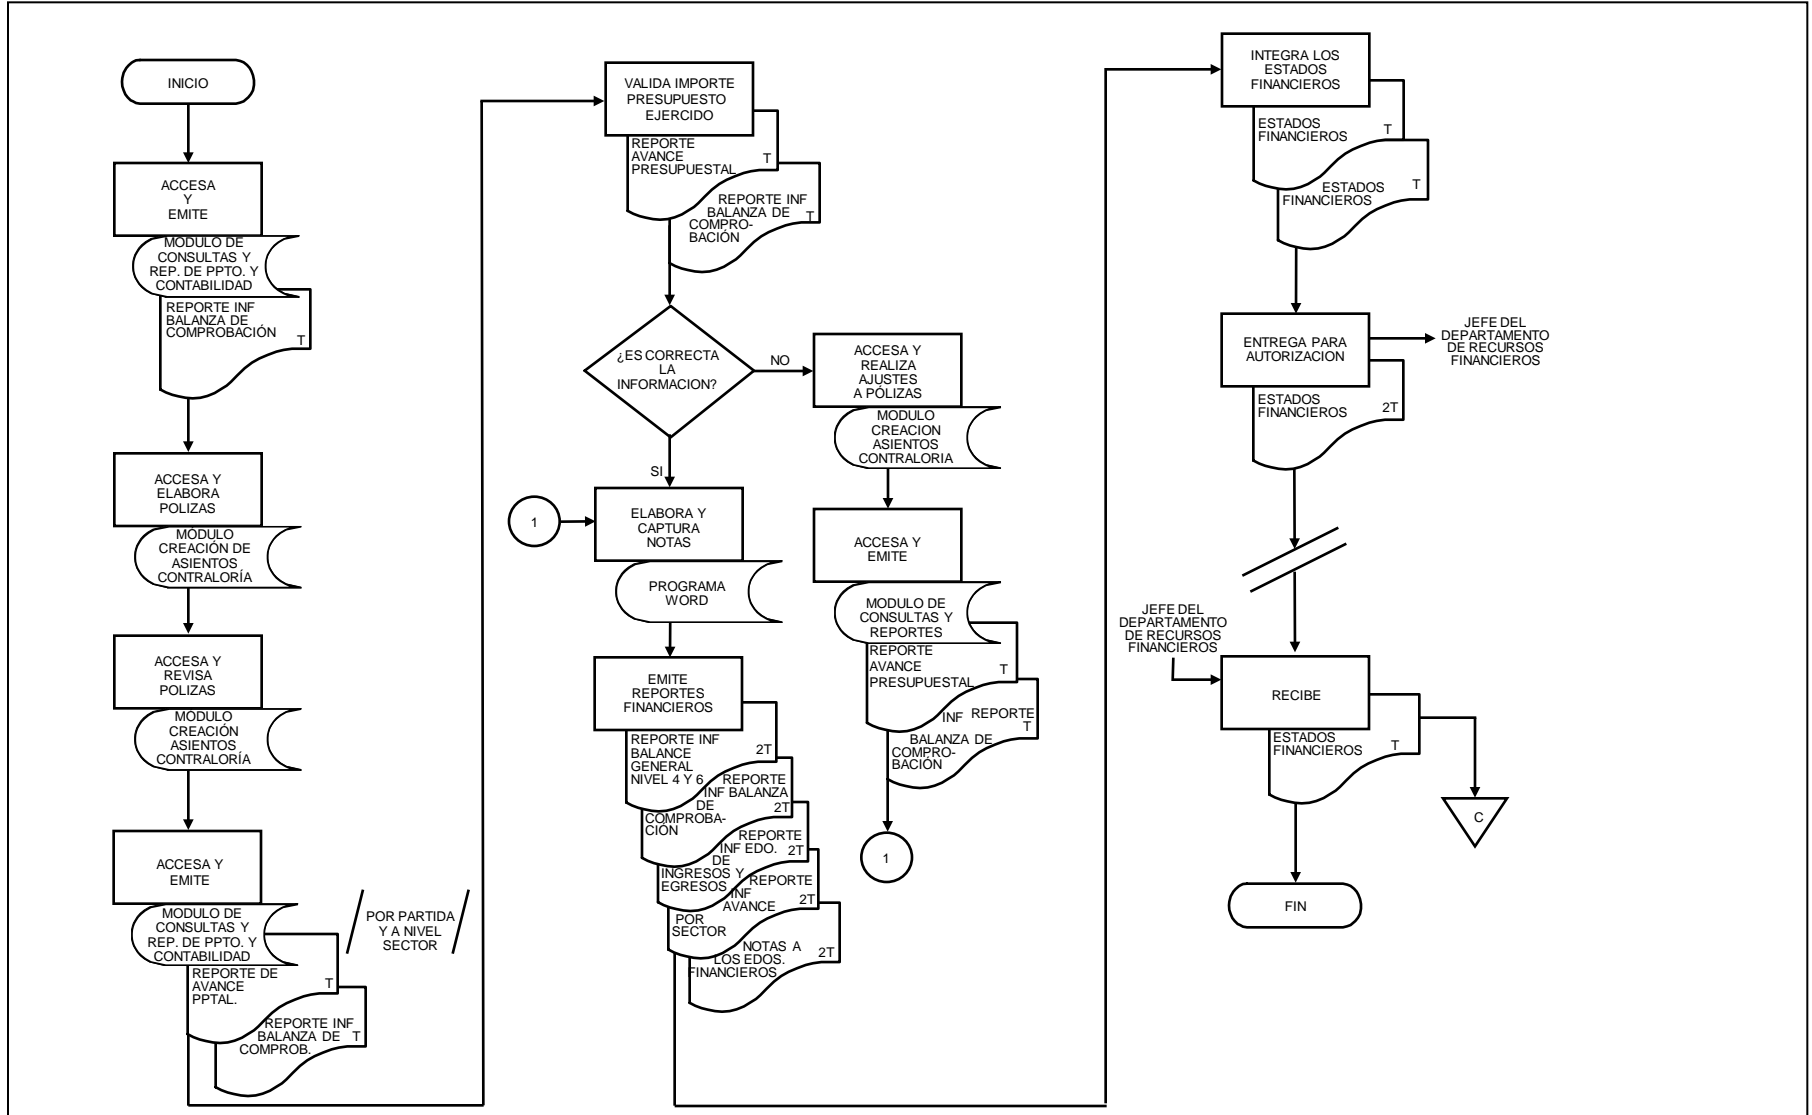 INICIO
ACCESA
Y
EMITE
MODULO DE
CONSULTAS Y
REP. DE PPTO. Y
CONTABILIDAD
REPORTE INF
BALANZA DE
COMPROBACIÓN
T
ACCESA Y
ELABORA
POLIZAS
MÓDULO
CREACIÓN DE
ASIENTOS
CONTRALORÍA
ACCESA Y
REVISA
POLIZAS
MODULO
CREACIÓN
ASIENTOS
CONTRALORÍA
ACCESA Y
EMITE
MODULO DE
CONSULTAS Y
REP. DE PPTO. Y
CONTABILIDAD
POR PARTIDA
Y A NIVEL
SECTOR
REPORTE DE
AVANCE
PPTAL.
T
REPORTE INF
BALANZA DE
COMPROB.
T
VALIDA IMPORTE
PRESUPUESTO
EJERCIDO
REPORTE
AVANCE
PRESUPUESTAL
T
REPORTE INF
BALANZA DE
COMPRO-
BACIÓN
T
¿ES CORRECTA
LA
INFORMACION?
NO
SI
1
ELABORA Y
CAPTURA
NOTAS
PROGRAMA
WORD
EMITE
REPORTES
FINANCIEROS
REPORTE INF
BALANCE
GENERAL
NIVEL 4 Y 6
2T
REPORTE
INF BALANZA
DE
COMPROBA-
CIÓN
2T
REPORTE
INF EDO.
DE
INGRESOS Y
EGRESOS
2T
REPORTE
INF
AVANCE
POR
SECTOR
2T
NOTAS A
LOS EDOS.
FINANCIEROS
2T
ACCESA Y
REALIZA
AJUSTES
A PÓLIZAS
MODULO
CREACION
ASIENTOS
CONTRALORIA
ACCESA Y
EMITE
MODULO DE
CONSULTAS Y
REPORTES
REPORTE
AVANCE
PRESUPUESTAL
T
INF REPORTE
BALANZA DE
COMPRO-
BACIÓN
T
1
INTEGRA LOS
ESTADOS
FINANCIEROS
ESTADOS
FINANCIEROS
T
ESTADOS
FINANCIEROS
T
ENTREGA PARA
AUTORIZACION
JEFE DEL
DEPARTAMENTO
DE RECURSOS
FINANCIEROS
ESTADOS
FINANCIEROS
2T
JEFE DEL
DEPARTAMENTO
DE RECURSOS
FINANCIEROS
RECIBE
ESTADOS
FINANCIEROS
T
C
FIN